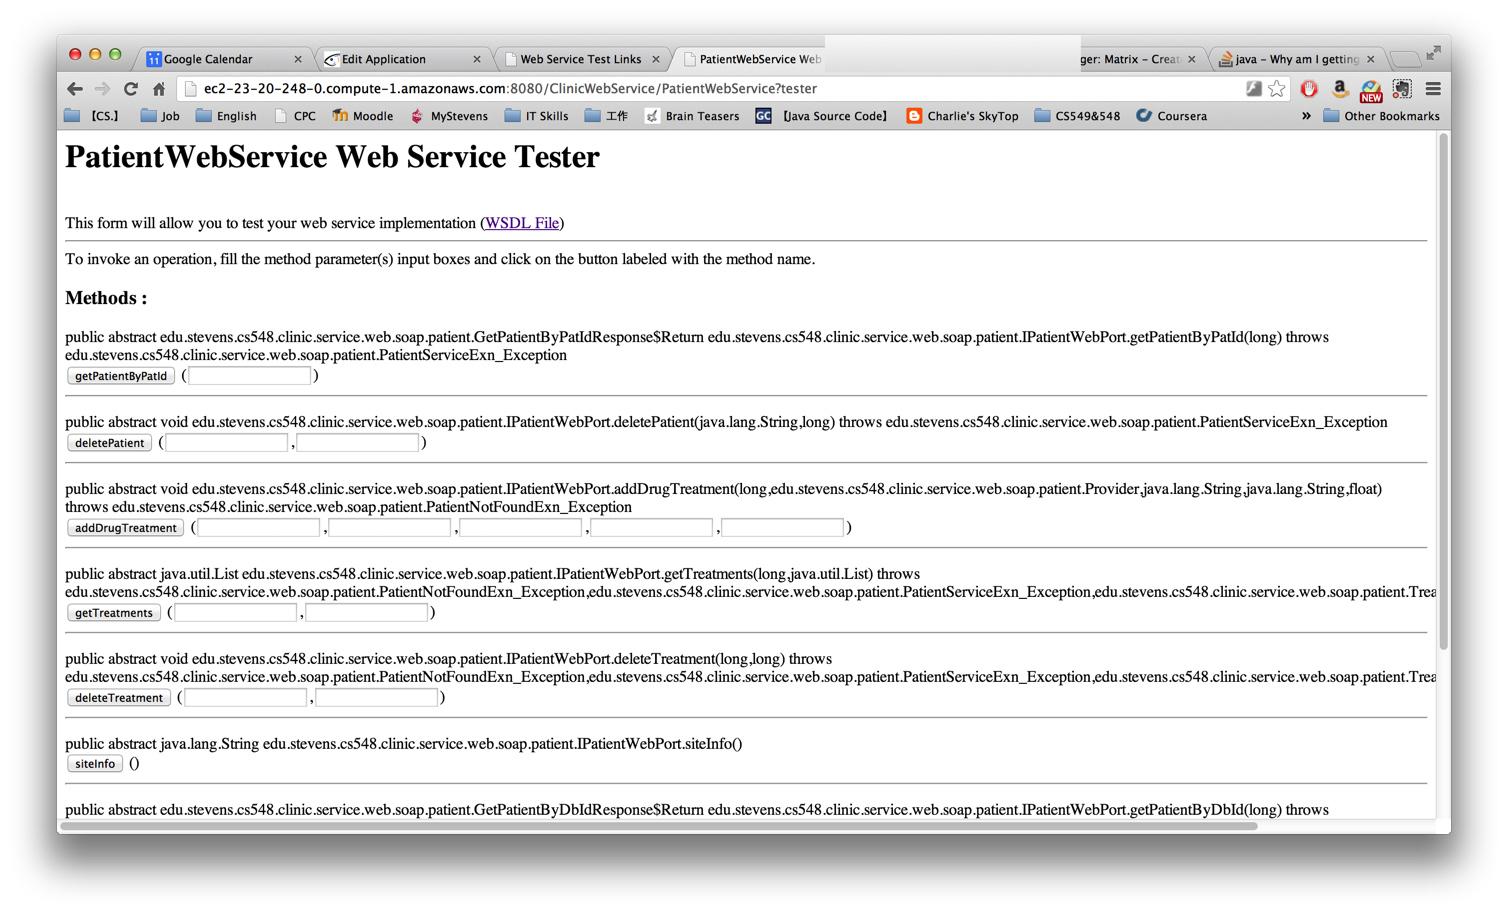 Google Calendar
Edit Application
Web Service Test Links
PatientWebService Web
ger: Matrix – Creat
java – Why am I getting
ec2-23-20-248-0.compute-1.amazonaws.com:8080/ClinicWebService/PatientWebService?tester
NEW
【CS.】 Job English CPC Moodle MyStevens IT Skills 工作 Brain Teasers GC 【Java Source Code】 Charlie's SkyTop CS549&548 Coursera » Other Bookmarks
PatientWebService Web Service Tester
This form will allow you to test your web service implementation (WSDL File)
To invoke an operation, fill the method parameter(s) input boxes and click on the button labeled with the method name.
Methods :
public abstract edu.stevens.cs548.clinic.service.web.soap.patient.GetPatientByPatIdResponse$Return edu.stevens.cs548.clinic.service.web.soap.patient.IPatientWebPort.getPatientByPatId(long) throws
edu.stevens.cs548.clinic.service.web.soap.patient.PatientServiceExn_Exception
getPatientByPatId ( )
public abstract void edu.stevens.cs548.clinic.service.web.soap.patient.IPatientWebPort.deletePatient(java.lang.String,long) throws edu.stevens.cs548.clinic.service.web.soap.patient.PatientServiceExn_Exception
deletePatient ( , )
public abstract void edu.stevens.cs548.clinic.service.web.soap.patient.IPatientWebPort.addDrugTreatment(long,edu.stevens.cs548.clinic.service.web.soap.patient.Provider,java.lang.String,java.lang.String,float)
throws edu.stevens.cs548.clinic.service.web.soap.patient.PatientNotFoundExn_Exception
addDrugTreatment ( , , , , )
public abstract java.util.List edu.stevens.cs548.clinic.service.web.soap.patient.IPatientWebPort.getTreatments(long,java.util.List) throws
edu.stevens.cs548.clinic.service.web.soap.patient.PatientNotFoundExn_Exception,edu.stevens.cs548.clinic.service.web.soap.patient.PatientServiceExn_Exception,edu.stevens.cs548.clinic.service.web.soap.patient.Trea
getTreatments ( , )
public abstract void edu.stevens.cs548.clinic.service.web.soap.patient.IPatientWebPort.deleteTreatment(long,long) throws
edu.stevens.cs548.clinic.service.web.soap.patient.PatientNotFoundExn_Exception,edu.stevens.cs548.clinic.service.web.soap.patient.PatientServiceExn_Exception,edu.stevens.cs548.clinic.service.web.soap.patient.Trea
deleteTreatment ( , )
public abstract java.lang.String edu.stevens.cs548.clinic.service.web.soap.patient.IPatientWebPort.siteInfo()
siteInfo ()
public abstract edu.stevens.cs548.clinic.service.web.soap.patient.GetPatientByDbIdResponse$Return edu.stevens.cs548.clinic.service.web.soap.patient.IPatientWebPort.getPatientByDbId(long) throws